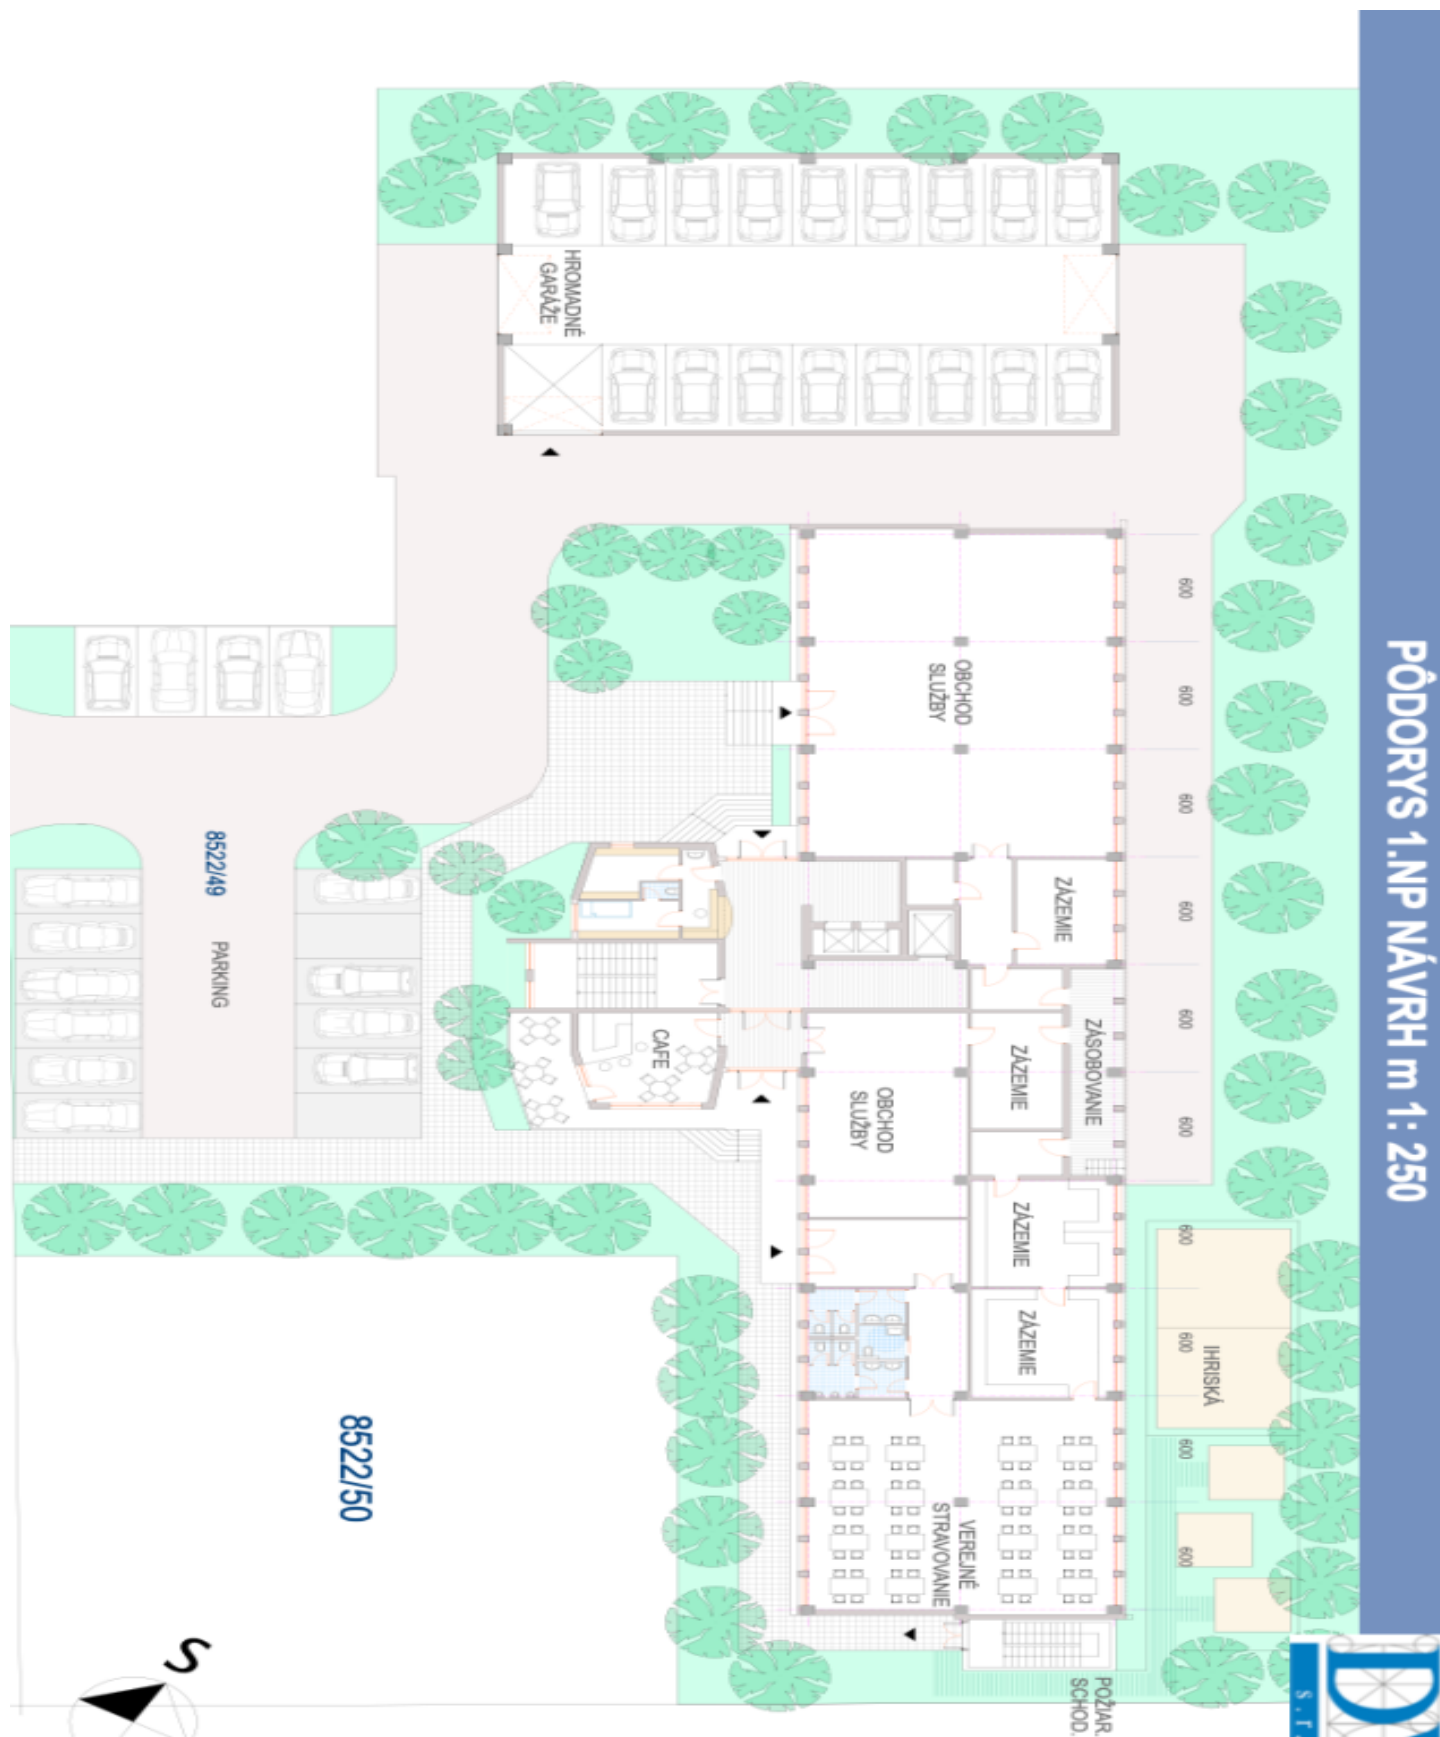 PÔDORYS 1.NP NÁVRH m 1: 250
HROMADNÉ
GARÁŽE
OBCHOD
SLUŽBY
ZÁZEMIE
ZÁSOBOVANIE
ZÁZEMIE
CAFE
OBCHOD
SLUŽBY
ZÁZEMIE
ZÁZEMIE
IHRISKÁ
VEREJNÉ
STRAVOVANIE
POŽIAR.
SCHOD.
600
600
600
600
600
600
600
600
600
600
8522/49
PARKING
8522/50
S
D
s.r.